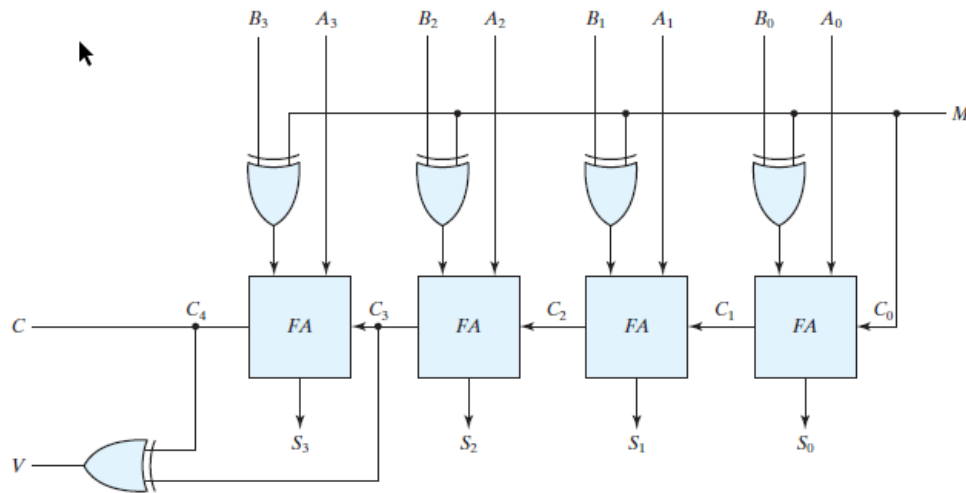 B₃ A₃ B₂ A₂ B₁ A₁ B₀ A₀
M
C C₄ FA C₃ FA C₂ FA C₁ FA C₀
S₃ S₂ S₁ S₀
V